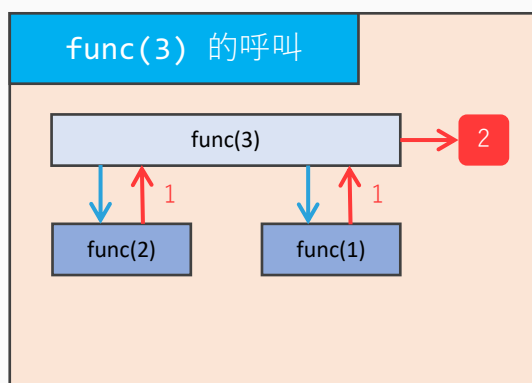 func(3) 的呼叫
func(3)
2
1
1
func(2)
func(1)